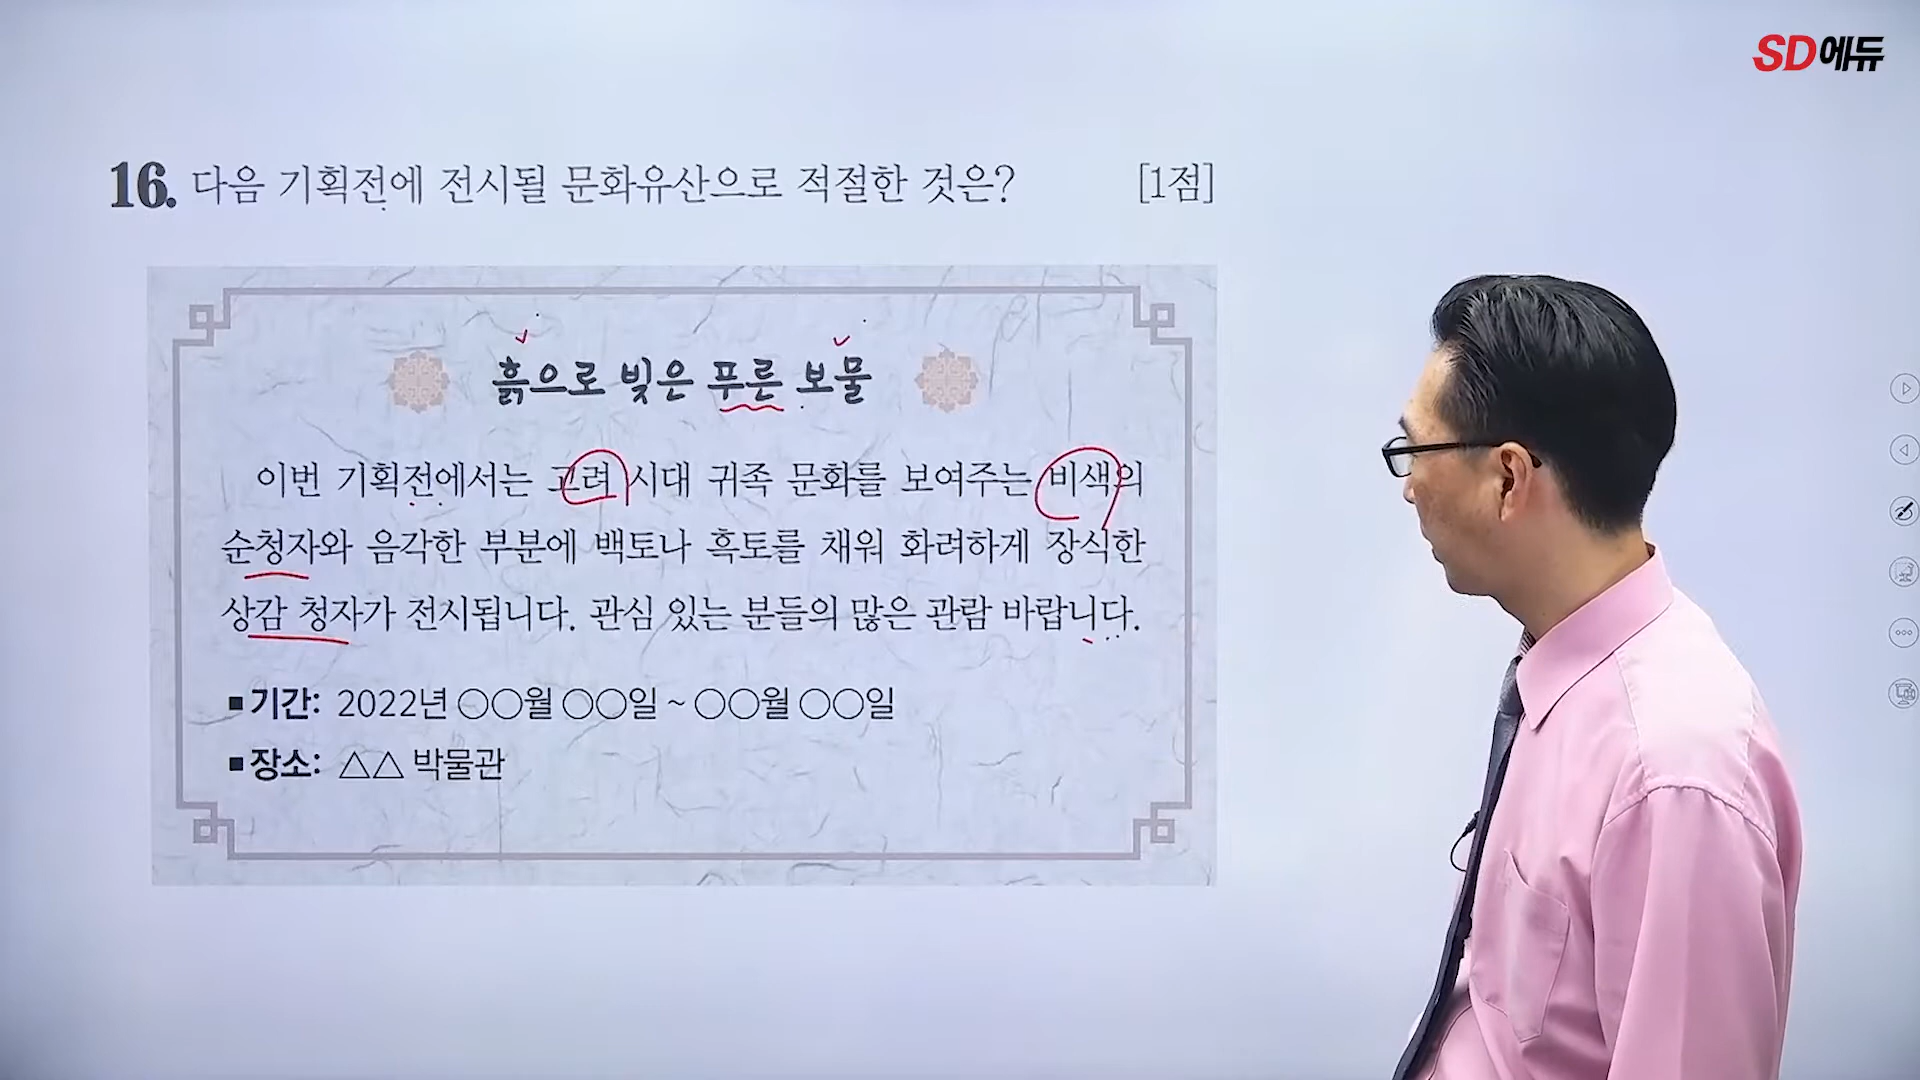 SD에듀
16. 다음 기획전에 전시될 문화유산으로 적절한 것은? [1점]
흙으로 빚은 푸른 보물
이번 기획전에서는 고려 시대 귀족 문화를 보여주는 비색의
순청자와 음각한 부분에 백토나 흑토를 채워 화려하게 장식한
상감 청자가 전시됩니다. 관심 있는 분들의 많은 관람 바랍니다.
■기간: 2022년 ○○월 ○○일 ~ ○○월 ○○일
■장소: △△ 박물관